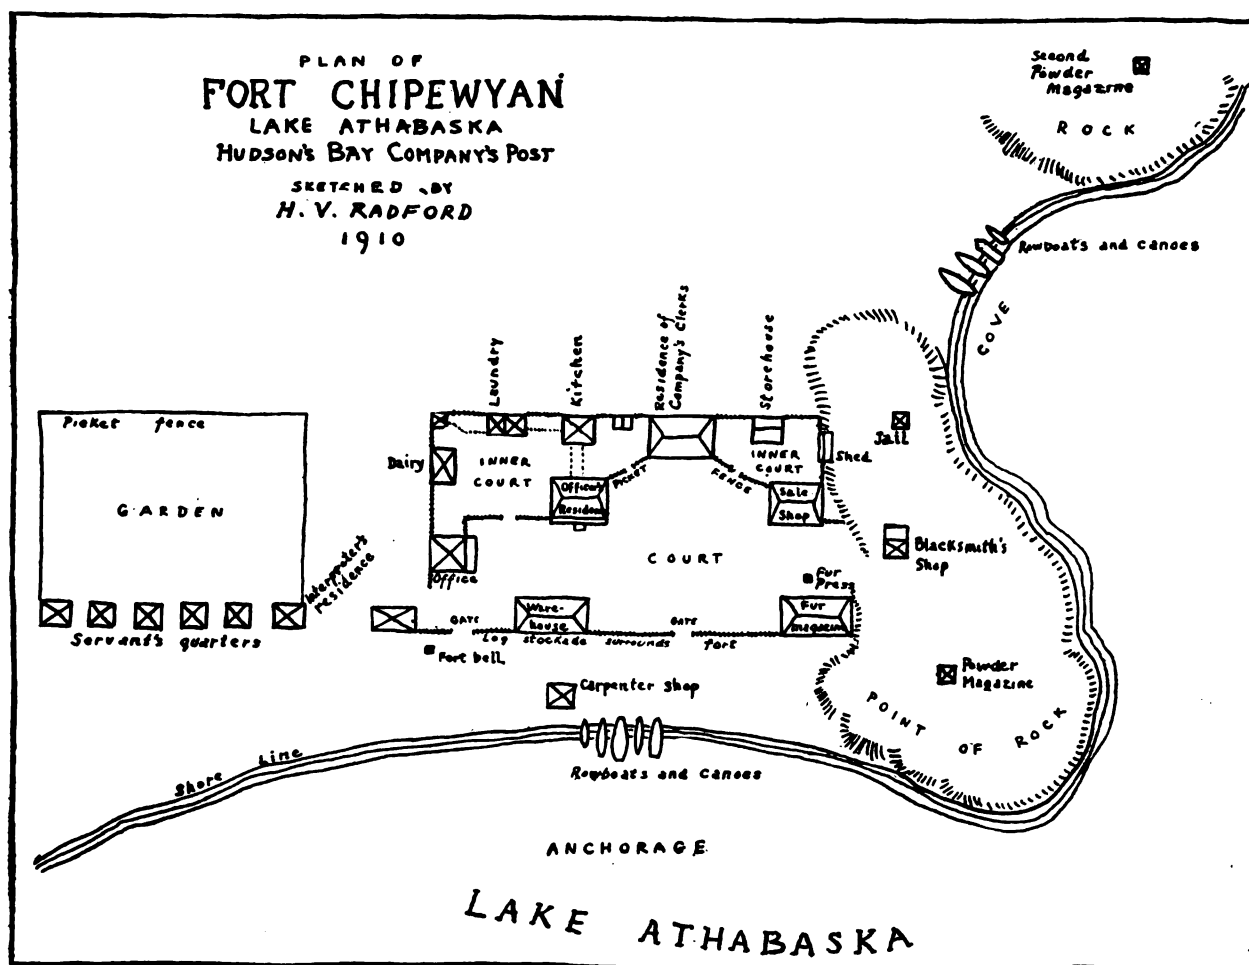 PLAN OF
FORT CHIPEWYAN
LAKE ATHABASKA
HUDSON'S BAY COMPANY'S POST
SKETCHED BY
H. V. RADFORD
1910
Second
Powder
Magazine
ROCK
Rowboats and Canoes
COVE
Laundry
Kitchen
Residence of
Company's Clerks
Storehouse
Picket fence
GARDEN
Dairy
INNER
COURT
PICKET
FENCE
INNER
COURT
Shed
Jail
Officer's
Residence
Sale
Shop
Office
COURT
Blacksmith's
Shop
Fur
Press
Interpreter's
residence
Servant's quarters
GATE
Ware-
house
GATE
Fur
magazine
Log stockade surrounds fort
Fort bell
Carpenter Shop
Powder
Magazine
POINT OF ROCK
Shore Line
Rowboats and Canoes
ANCHORAGE
LAKE ATHABASKA